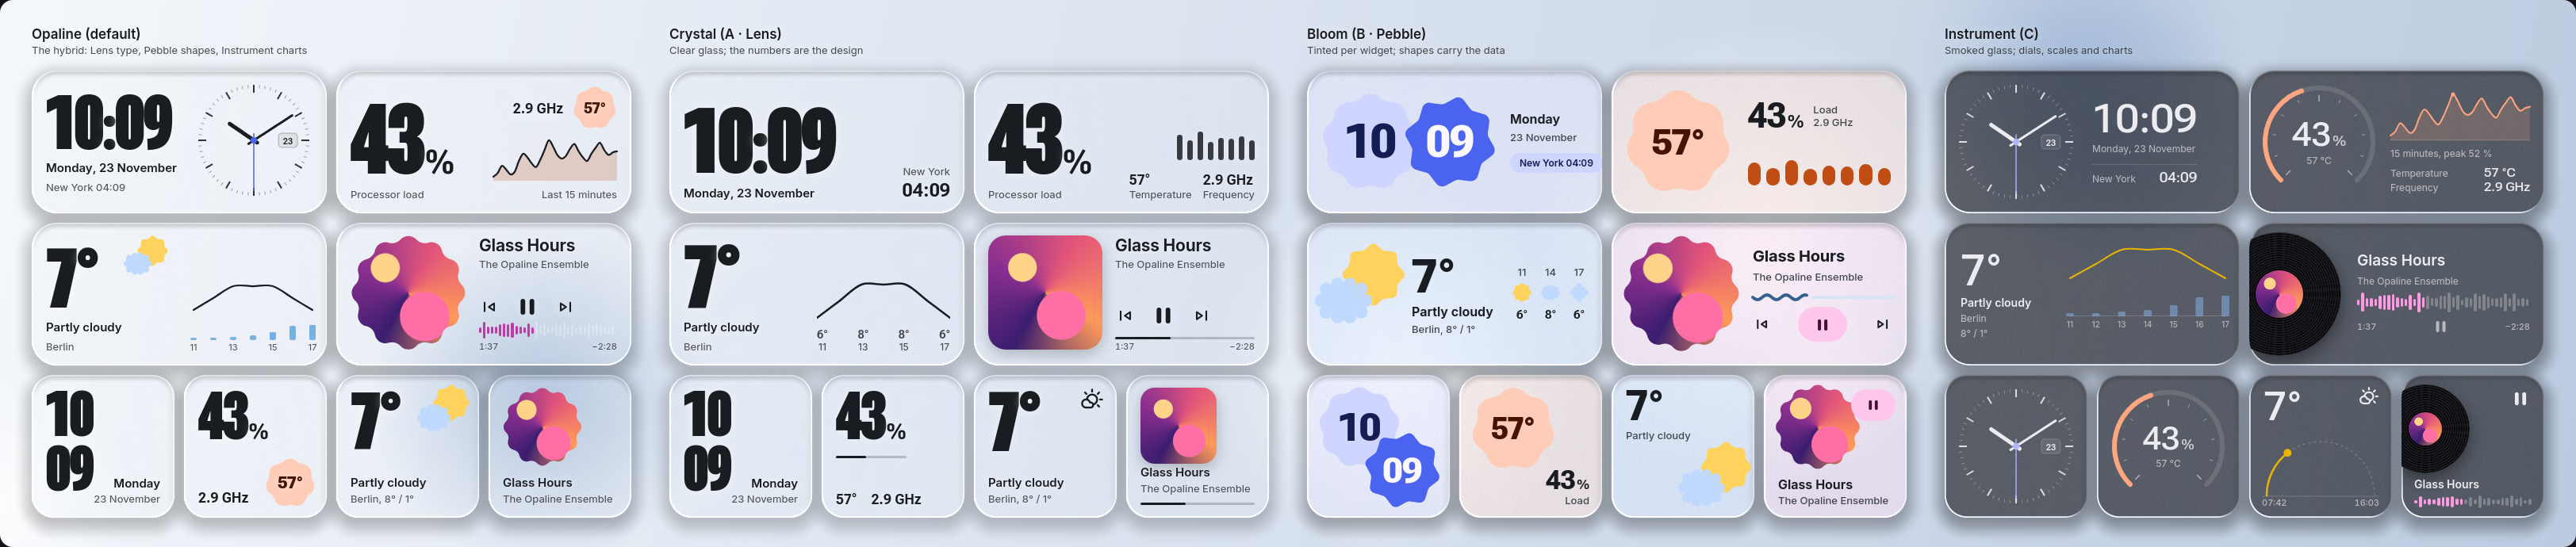 Opaline (default)
The hybrid: Lens type, Pebble shapes, Instrument charts
10:09
Monday, 23 November
New York 04:09
23
43%
Processor load
2.9 GHz
57°
Last 15 minutes
7°
Partly cloudy
Berlin
11 13 15 17
Glass Hours
The Opaline Ensemble
1:37 −2:28
10
09
Monday
23 November
43%
2.9 GHz
57°
7°
Partly cloudy
Berlin, 8° / 1°
Glass Hours
The Opaline Ensemble
Crystal (A · Lens)
Clear glass; the numbers are the design
10:09
Monday, 23 November
New York
04:09
43%
Processor load
57° 2.9 GHz
Temperature Frequency
7°
Partly cloudy
Berlin
6° 8° 8° 6°
11 13 15 17
Glass Hours
The Opaline Ensemble
1:37 −2:28
10
09
Monday
23 November
43%
57° 2.9 GHz
7°
Partly cloudy
Berlin, 8° / 1°
Glass Hours
The Opaline Ensemble
Bloom (B · Pebble)
Tinted per widget; shapes carry the data
10
09
Monday
23 November
New York 04:09
57°
43%
Load
2.9 GHz
7°
Partly cloudy
Berlin, 8° / 1°
11 14 17
6° 8° 6°
Glass Hours
The Opaline Ensemble
10
09
57°
43%
Load
7°
Partly cloudy
Glass Hours
The Opaline Ensemble
Instrument (C)
Smoked glass; dials, scales and charts
23
10:09
Monday, 23 November
New York 04:09
43%
57 °C
15 minutes, peak 52 %
Temperature 57 °C
Frequency 2.9 GHz
7°
Partly cloudy
Berlin
8° / 1°
11 12 13 14 15 16 17
Glass Hours
The Opaline Ensemble
1:37 −2:28
23
43%
57 °C
7°
07:42 16:03
Glass Hours